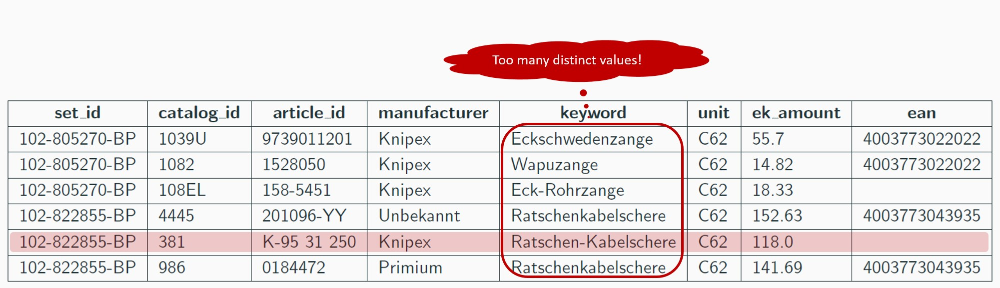 Too many distinct values!
set_id catalog_id article_id manufacturer keyword unit ek_amount ean
102-805270-BP 1039U 9739011201 Knipex Eckschwedenzange C62 55.7 4003773022022
102-805270-BP 1082 1528050 Knipex Wapuzange C62 14.82 4003773022022
102-805270-BP 108EL 158-5451 Knipex Eck-Rohrzange C62 18.33
102-822855-BP 4445 201096-YY Unbekannt Ratschenkabelschere C62 152.63 4003773043935
102-822855-BP 381 K-95 31 250 Knipex Ratschen-Kabelschere C62 118.0
102-822855-BP 986 0184472 Primium Ratschenkabelschere C62 141.69 4003773043935